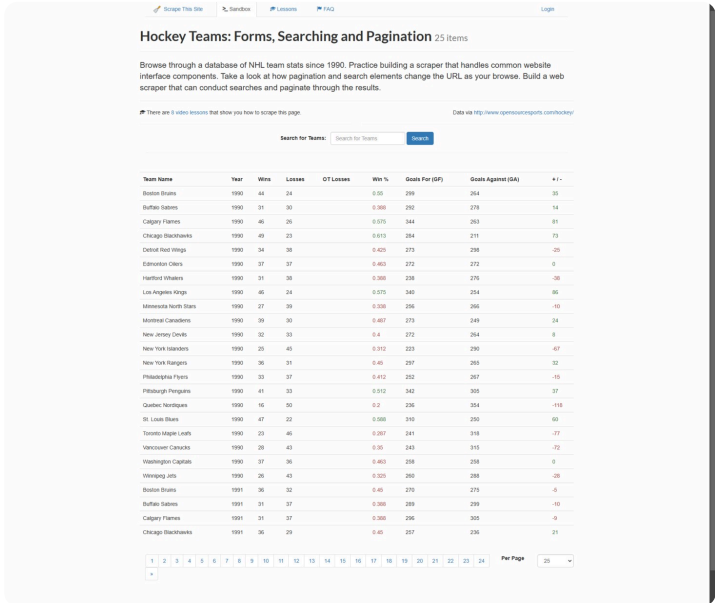 Scrape This Site Sandbox Lessons FAQ Login
Hockey Teams: Forms, Searching and Pagination 25 items
Browse through a database of NHL team stats since 1990. Practice building a scraper that handles common website
interface components. Take a look at how pagination and search elements change the URL as your browse. Build a web
scraper that can conduct searches and paginate through the results.
There are 6 video lessons that show you how to scrape this page. Data via http://www.opensourcesports.com/hockey/
Search for Teams: Search for Teams Search
Team Name Year Wins Losses OT Losses Win % Goals For (GF) Goals Against (GA) + / -
Boston Bruins 1990 44 24 0.55 299 264 35
Buffalo Sabres 1990 31 30 0.388 292 278 14
Calgary Flames 1990 46 26 0.575 344 263 81
Chicago Blackhawks 1990 49 23 0.613 284 211 73
Detroit Red Wings 1990 34 38 0.425 273 298 -25
Edmonton Oilers 1990 37 37 0.463 272 272 0
Hartford Whalers 1990 31 38 0.388 238 276 -38
Los Angeles Kings 1990 46 24 0.575 340 254 86
Minnesota North Stars 1990 27 39 0.338 256 266 -10
Montreal Canadiens 1990 39 30 0.487 273 249 24
New Jersey Devils 1990 32 33 0.4 272 264 8
New York Islanders 1990 25 45 0.312 223 290 -67
New York Rangers 1990 36 31 0.45 297 265 32
Philadelphia Flyers 1990 33 37 0.412 252 267 -15
Pittsburgh Penguins 1990 41 33 0.512 342 305 37
Quebec Nordiques 1990 16 50 0.2 236 354 -118
St. Louis Blues 1990 47 22 0.588 310 250 60
Toronto Maple Leafs 1990 23 46 0.287 241 318 -77
Vancouver Canucks 1990 28 43 0.35 243 315 -72
Washington Capitals 1990 37 36 0.463 258 258 0
Winnipeg Jets 1990 26 43 0.325 260 288 -28
Boston Bruins 1991 36 32 0.45 270 275 -5
Buffalo Sabres 1991 31 37 0.388 289 299 -10
Calgary Flames 1991 31 37 0.388 296 305 -9
Chicago Blackhawks 1991 36 29 0.45 257 236 21
1 2 3 4 5 6 7 8 9 10 11 12 13 14 15 16 17 18 19 20 21 22 23 24 Per Page 25
»